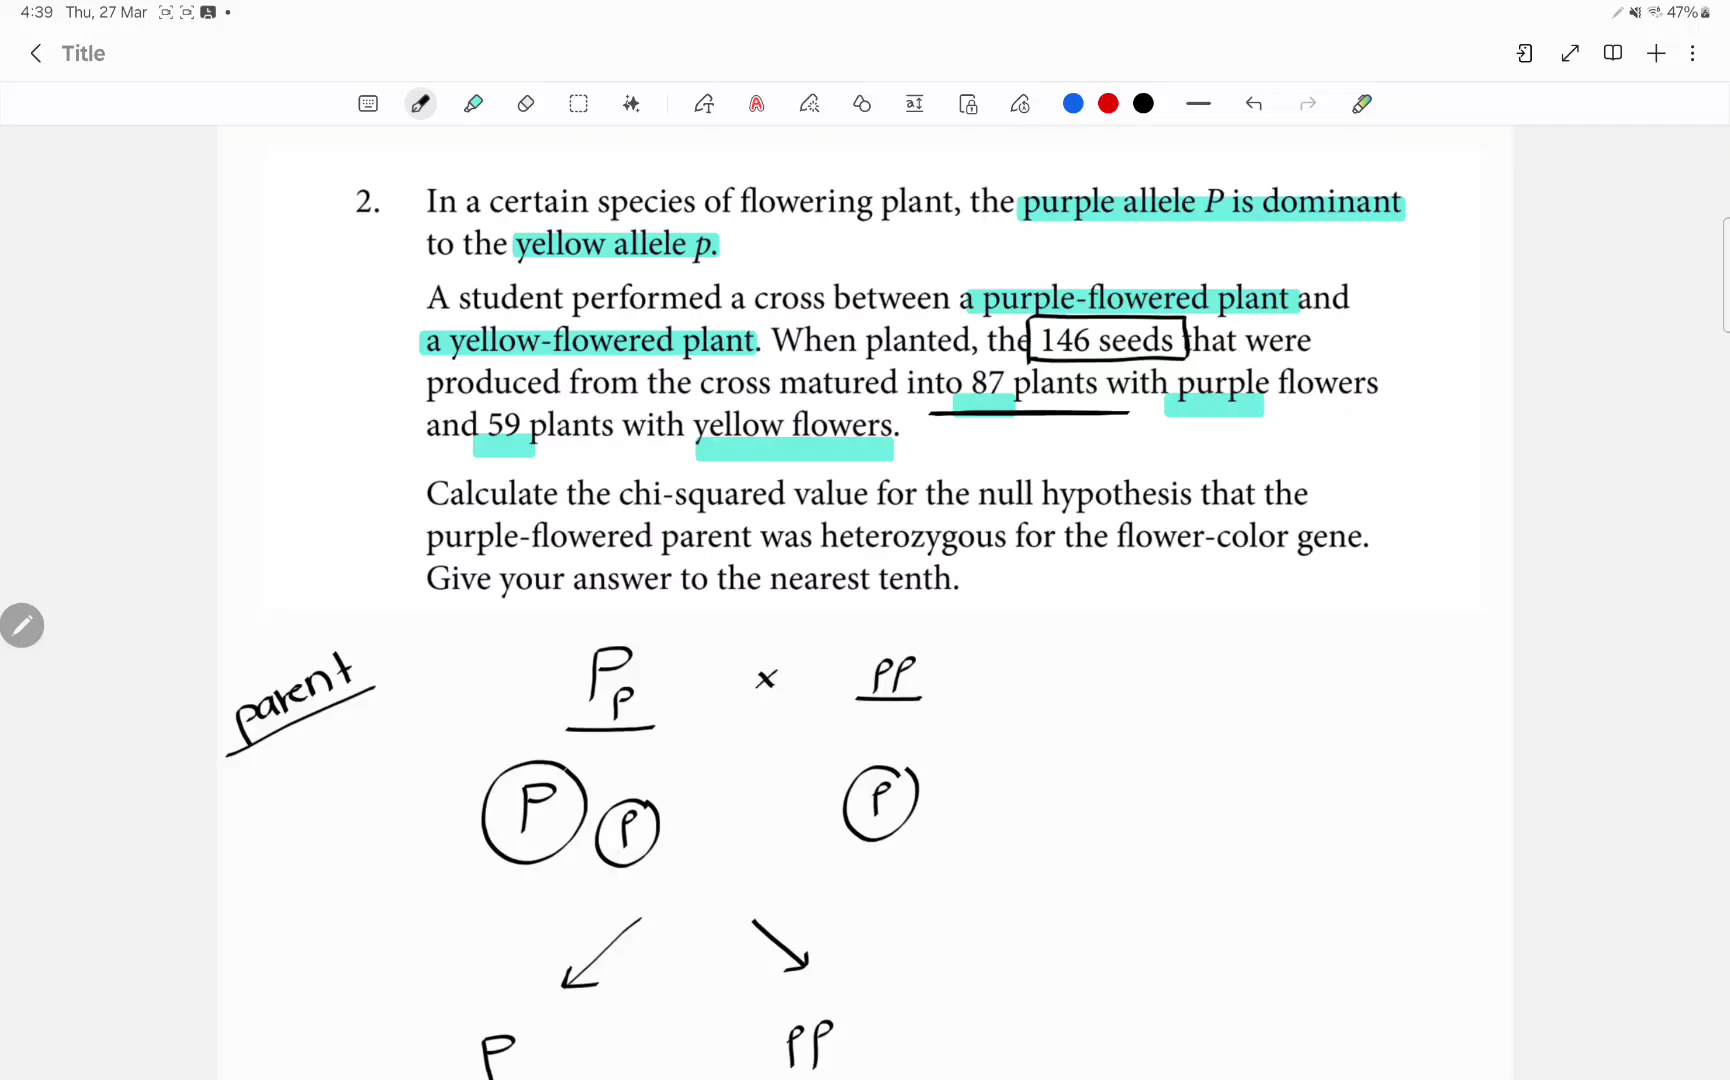 4:39 Thu, 27 Mar
47%
Title
2. In a certain species of flowering plant, the purple allele P is dominant
to the yellow allele p.
A student performed a cross between a purple-flowered plant and
a yellow-flowered plant. When planted, the 146 seeds that were
produced from the cross matured into 87 plants with purple flowers
and 59 plants with yellow flowers.
Calculate the chi-squared value for the null hypothesis that the
purple-flowered parent was heterozygous for the flower-color gene.
Give your answer to the nearest tenth.
parent Pp x pp
P p p
P pp